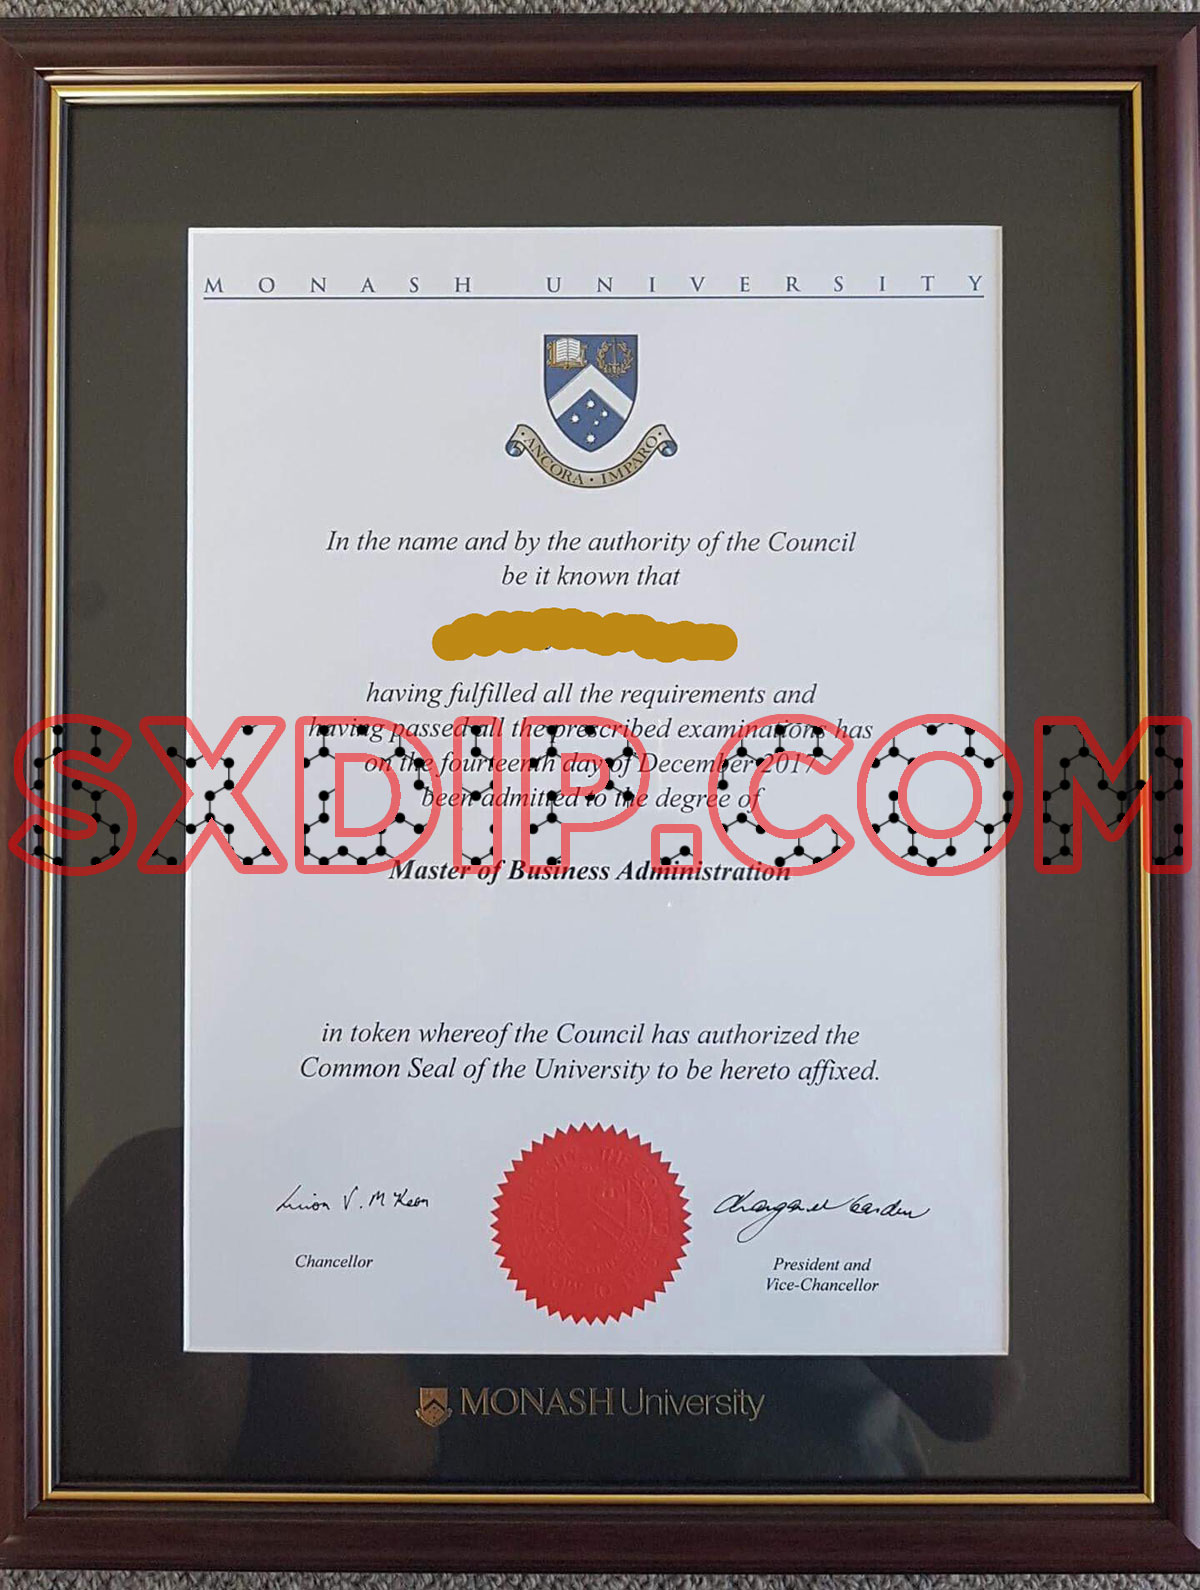 MONASH UNIVERSITY
ANCORA · IMPARO
In the name and by the authority of the Council
be it known that
having fulfilled all the requirements and
having passed all the prescribed examinations has
on the fourteenth day of December 2017
been admitted to the degree of
SXDIP.COM
Master of Business Administration
in token whereof the Council has authorized the
Common Seal of the University to be hereto affixed.
Chancellor
President and
Vice-Chancellor
MONASH University